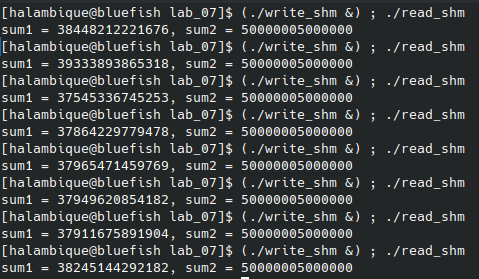 [halambique@bluefish lab_07]$ (./write_shm &) ; ./read_shm
sum1 = 38448212221676, sum2 = 50000005000000
[halambique@bluefish lab_07]$ (./write_shm &) ; ./read_shm
sum1 = 39333893865318, sum2 = 50000005000000
[halambique@bluefish lab_07]$ (./write_shm &) ; ./read_shm
sum1 = 37545336745253, sum2 = 50000005000000
[halambique@bluefish lab_07]$ (./write_shm &) ; ./read_shm
sum1 = 37864229779478, sum2 = 50000005000000
[halambique@bluefish lab_07]$ (./write_shm &) ; ./read_shm
sum1 = 37965471459769, sum2 = 50000005000000
[halambique@bluefish lab_07]$ (./write_shm &) ; ./read_shm
sum1 = 37949620854182, sum2 = 50000005000000
[halambique@bluefish lab_07]$ (./write_shm &) ; ./read_shm
sum1 = 37911675891904, sum2 = 50000005000000
[halambique@bluefish lab_07]$ (./write_shm &) ; ./read_shm
sum1 = 38245144292182, sum2 = 50000005000000